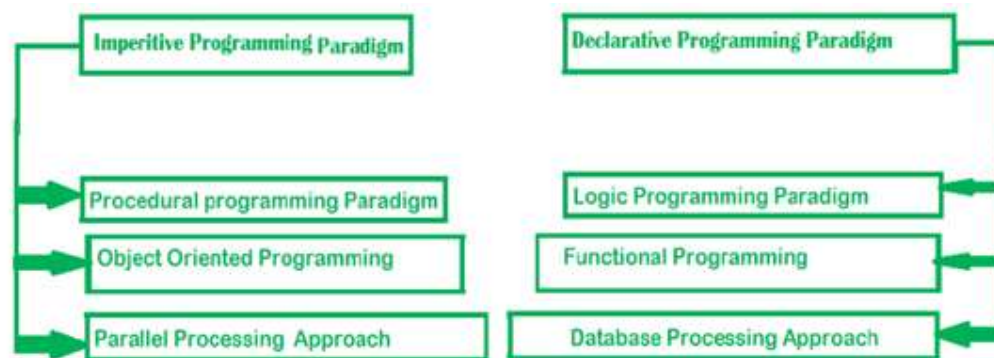 Imperitive Programming Paradigm
Declarative Programming Paradigm
Procedural programming Paradigm
Logic Programming Paradigm
Object Oriented Programming
Functional Programming
Parallel Processing Approach
Database Processing Approach